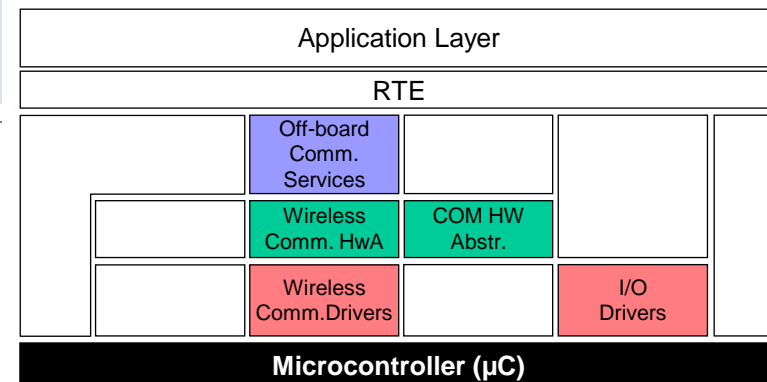 Application Layer
RTE
Off-board
Comm.
Services
Wireless
Comm. HwA
COM HW
Abstr.
Wireless
Comm.Drivers
I/O
Drivers
Microcontroller (µC)